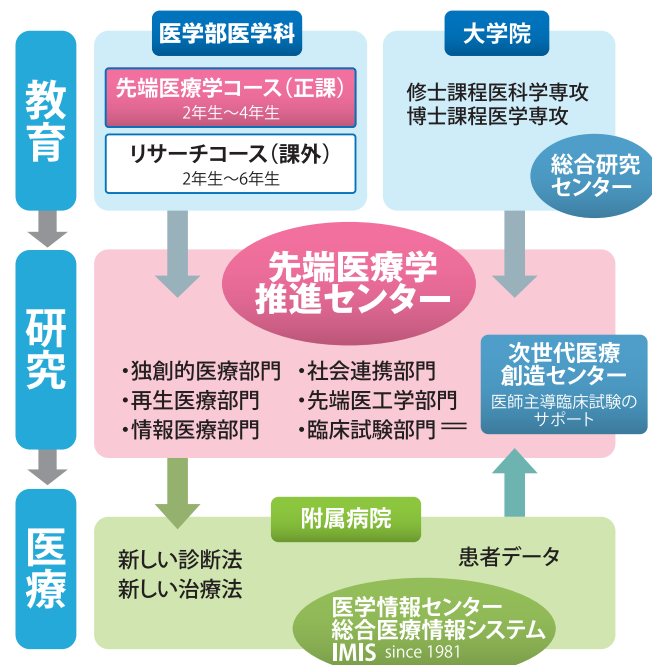 教育
医学部医学科
先端医療学コース(正課)
2年生〜4年生
リサーチコース(課外)
2年生〜6年生
大学院
修士課程医科学専攻
博士課程医学専攻
総合研究
センター
研究
先端医療学
推進センター
・独創的医療部門
・再生医療部門
・情報医療部門
・社会連携部門
・先端医工学部門
・臨床試験部門
次世代医療
創造センター
医師主導臨床試験の
サポート
医療
附属病院
新しい診断法
新しい治療法
患者データ
医学情報センター
総合医療情報システム
IMIS since 1981